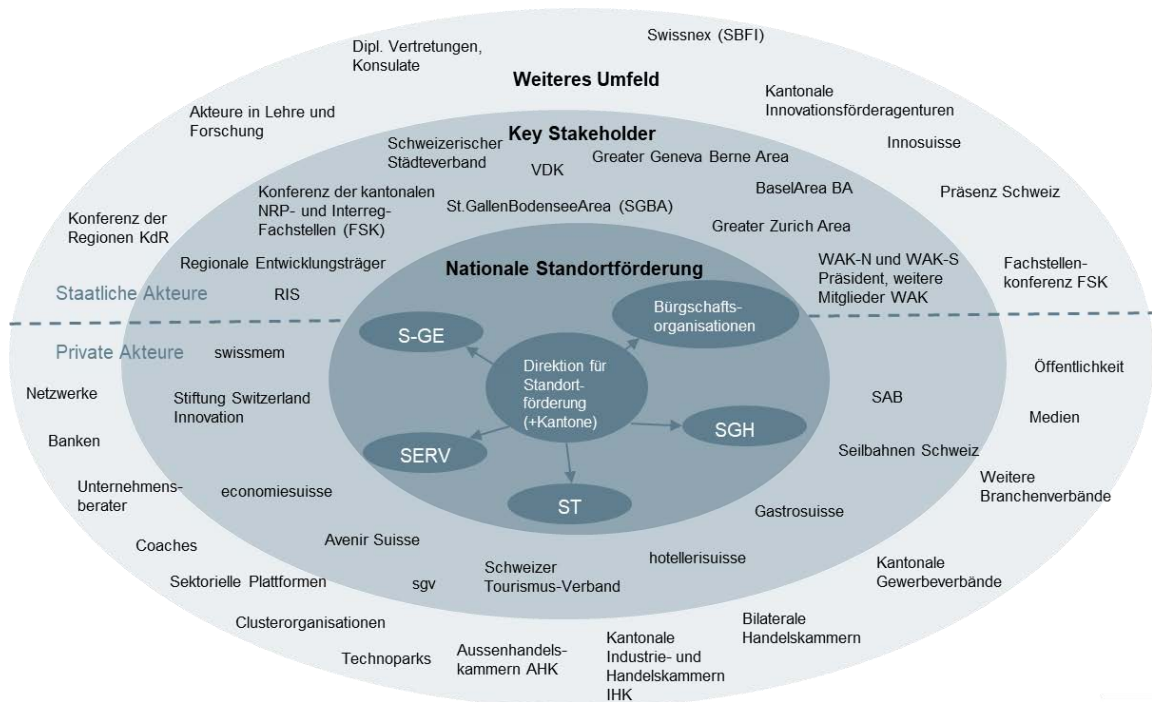 Swissnex (SBFI)
Dipl. Vertretungen,
Konsulate
Weiteres Umfeld
Kantonale
Innovationsförderagenturen
Akteure in Lehre und
Forschung
Innosuisse
Key Stakeholder
Schweizerischer
Städteverband
VDK
Greater Geneva Berne Area
BaselArea BA
Präsenz Schweiz
Konferenz der kantonalen
NRP- und Interreg-
Fachstellen (FSK)
St.GallenBodenseeArea (SGBA)
Greater Zurich Area
Konferenz der
Regionen KdR
Regionale Entwicklungsträger
Nationale Standortförderung
WAK-N und WAK-S
Präsident, weitere
Mitglieder WAK
Fachstellen-
konferenz FSK
Staatliche Akteure
RIS
Bürgschafts-
organisationen
S-GE
Private Akteure
swissmem
Direktion für
Standort-
förderung
(+Kantone)
Öffentlichkeit
Netzwerke
Stiftung Switzerland
Innovation
SAB
Medien
Banken
SERV
SGH
Seilbahnen Schweiz
Unternehmens-
berater
economiesuisse
ST
Weitere
Branchenverbände
Gastrosuisse
Coaches
Avenir Suisse
hotellerisuisse
Sektorielle Plattformen
sgv
Schweizer
Tourismus-Verband
Kantonale
Gewerbeverbände
Clusterorganisationen
Bilaterale
Handelskammern
Technoparks
Aussenhandels-
kammern AHK
Kantonale
Industrie- und
Handelskammern
IHK